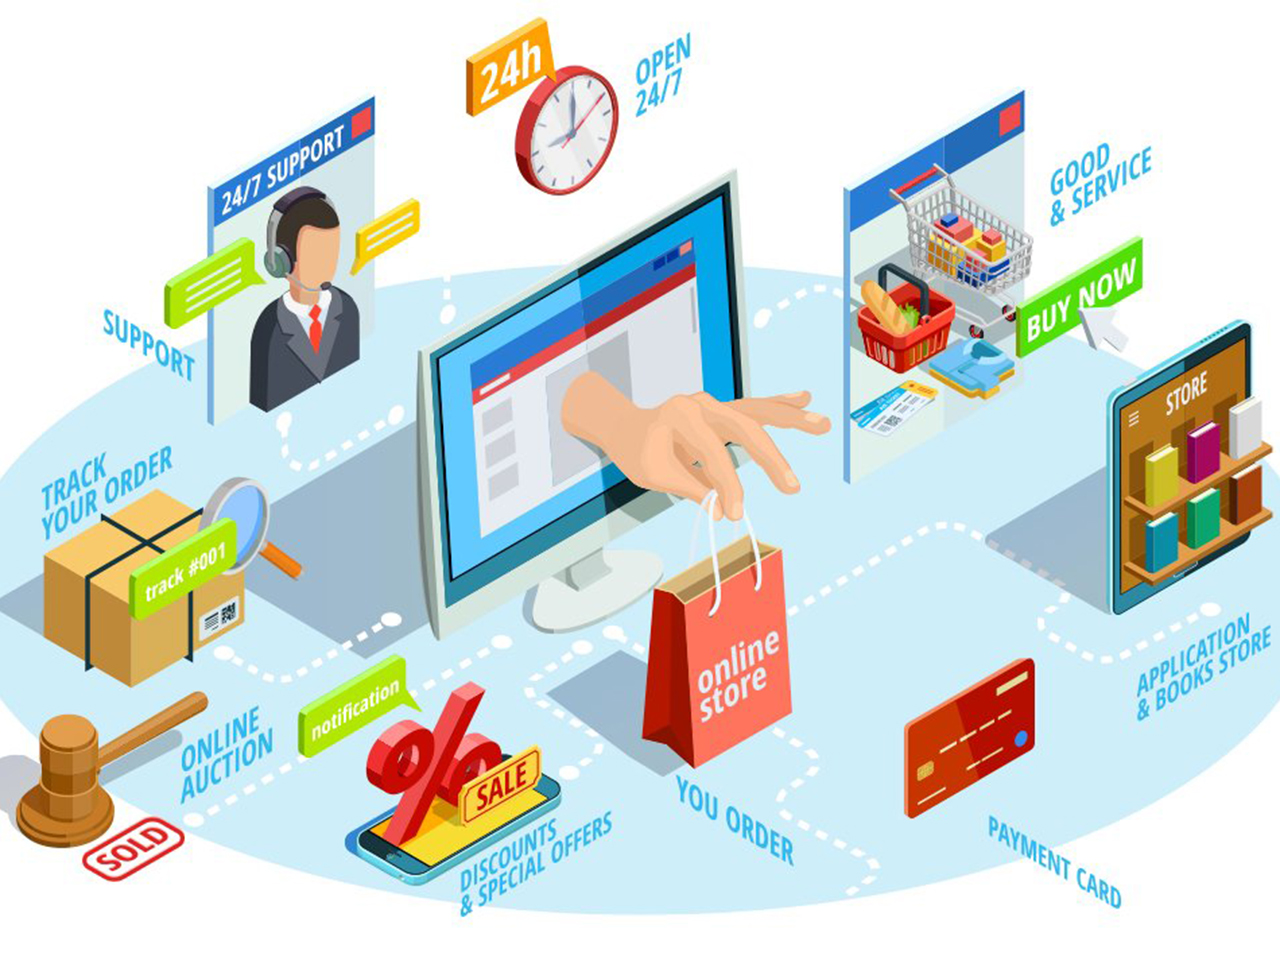 24h
OPEN
24/7
24/7 SUPPORT
SUPPORT
GOOD
& SERVICE
BUY NOW
STORE
TRACK
YOUR ORDER
track #001
APPLICATION
& BOOKS STORE
online
store
notification
ONLINE
AUCTION
SOLD
SALE
DISCOUNTS
& SPECIAL OFFERS
YOU ORDER
PAYMENT CARD